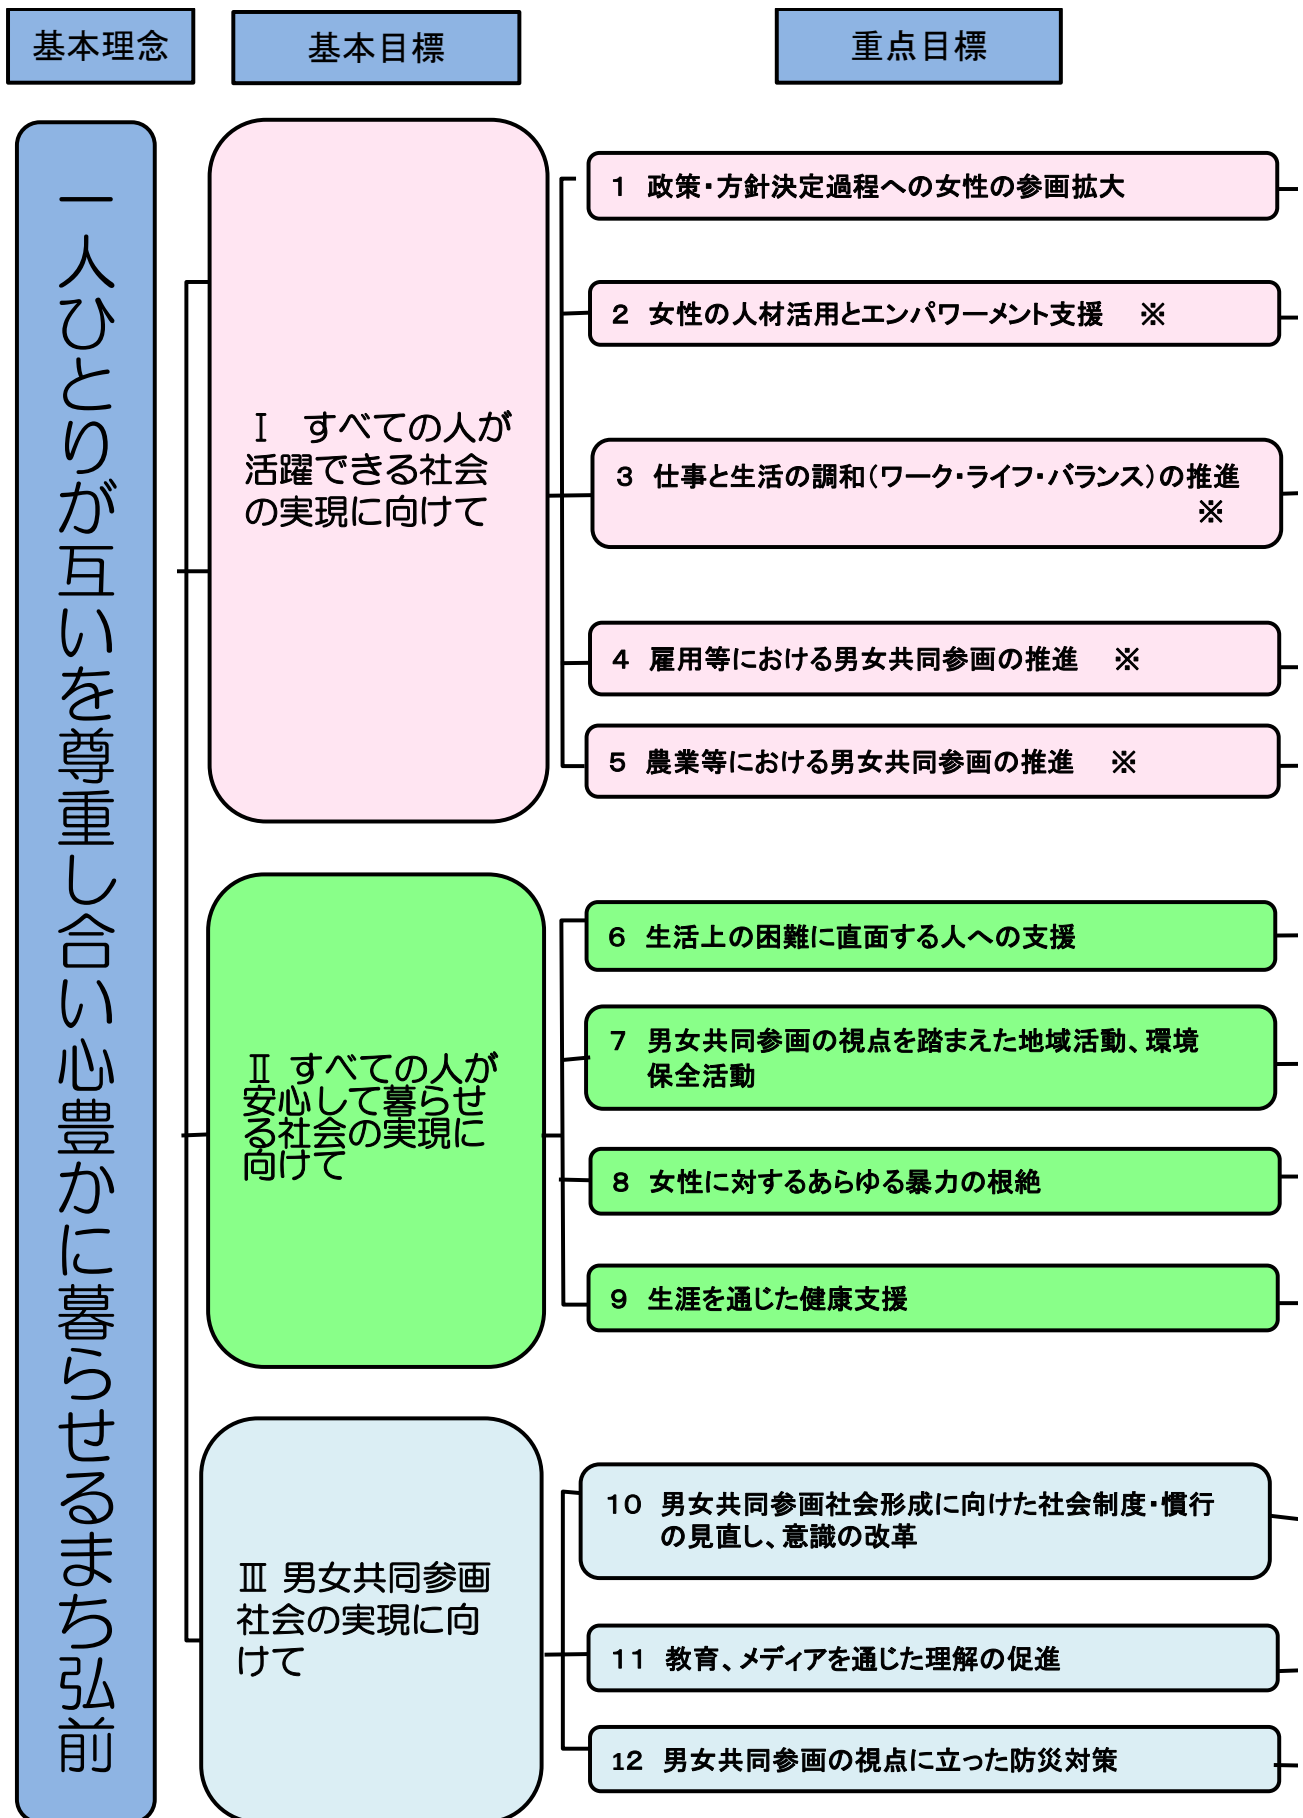 基本理念
基本目標
重点目標
一人ひとりが互いを尊重し合い心豊かに暮らせるまち弘前
Ⅰ　すべての人が
活躍できる社会
の実現に向けて
1　政策・方針決定過程への女性の参画拡大
2　女性の人材活用とエンパワーメント支援　※
3　仕事と生活の調和（ワーク・ライフ・バランス）の推進
※
4　雇用等における男女共同参画の推進　※
5　農業等における男女共同参画の推進　※
Ⅱ すべての人が
安心して暮らせ
る社会の実現に
向けて
6　生活上の困難に直面する人への支援
7　男女共同参画の視点を踏まえた地域活動、環境
保全活動
8　女性に対するあらゆる暴力の根絶
9　生涯を通じた健康支援
Ⅲ 男女共同参画
社会の実現に向
けて
10　男女共同参画社会形成に向けた社会制度・慣行
の見直し、意識の改革
11　教育、メディアを通じた理解の促進
12　男女共同参画の視点に立った防災対策